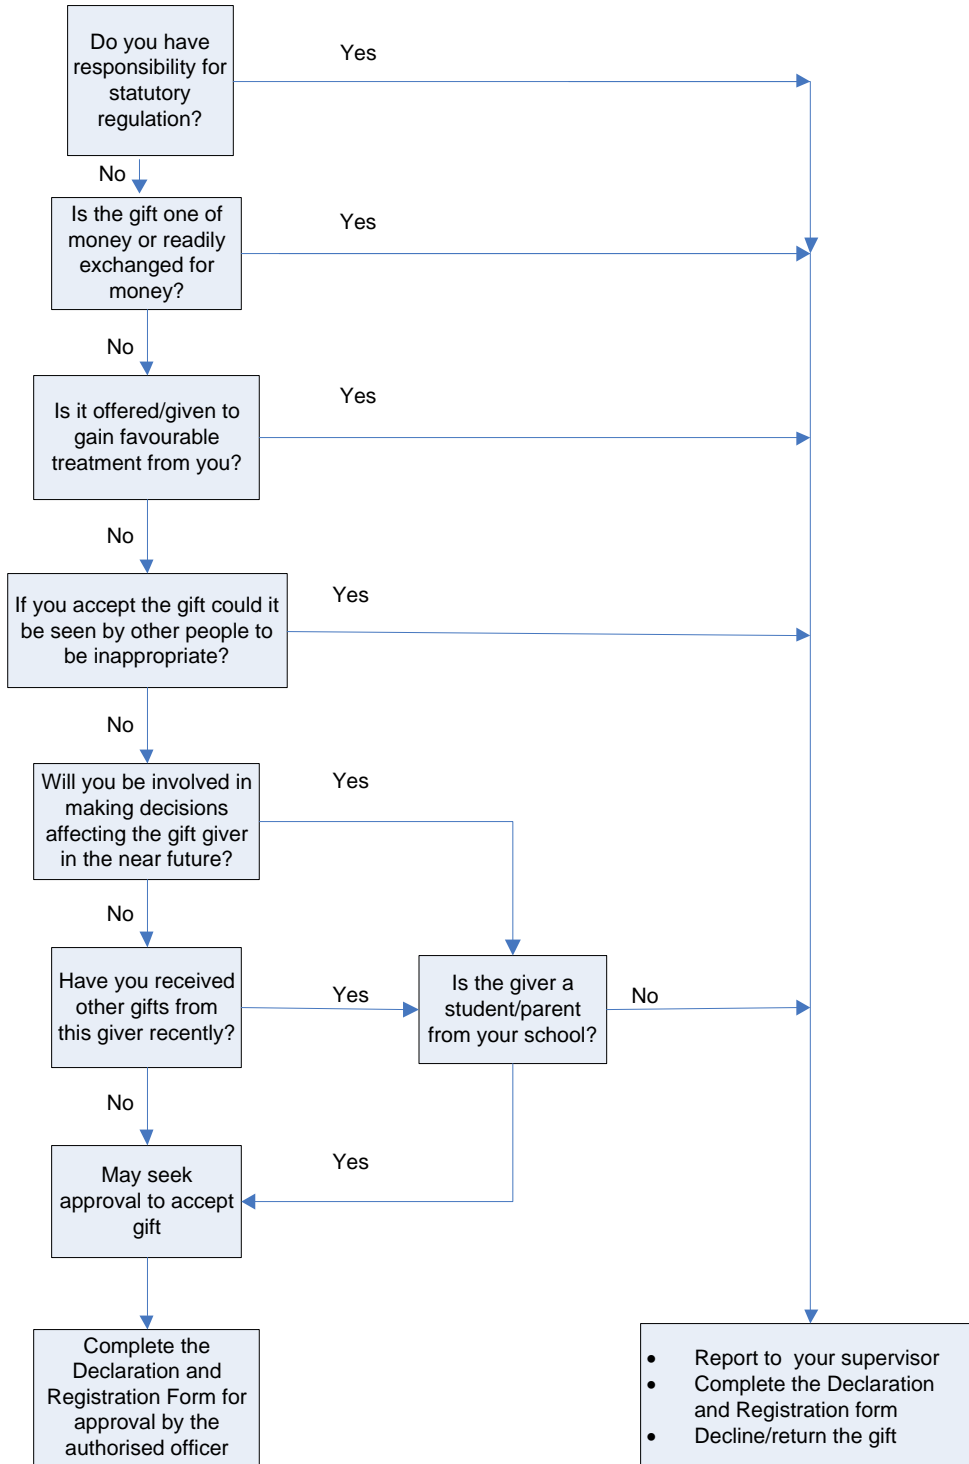 Do you have
responsibility for
statutory
regulation?
Yes
No
Is the gift one of
money or readily
exchanged for
money?
Yes
No
Is it offered/given to
gain favourable
treatment from you?
Yes
No
If you accept the gift could it
be seen by other people to
be inappropriate?
Yes
No
Will you be involved in
making decisions
affecting the gift giver
in the near future?
Yes
No
Have you received
other gifts from
this giver recently?
Yes
Is the giver a
student/parent
from your school?
No
No
Yes
May seek
approval to accept
gift
Complete the
Declaration and
Registration Form for
approval by the
authorised officer
• Report to your supervisor
• Complete the Declaration
and Registration form
• Decline/return the gift